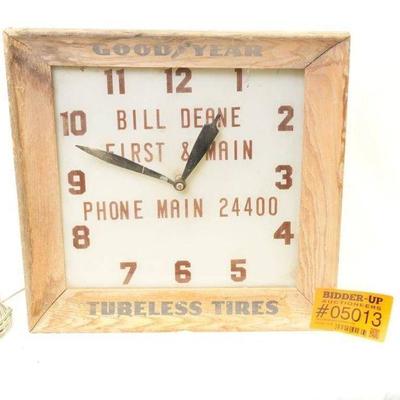 GOODYEAR
11 12 1
10 BILL DEANE 2
FIRST & MAIN
9 3
PHONE MAIN 24400
8 4
7 6 5
TUBELESS TIRES
BIDDER-UP
AUCTIONEERS
#05013